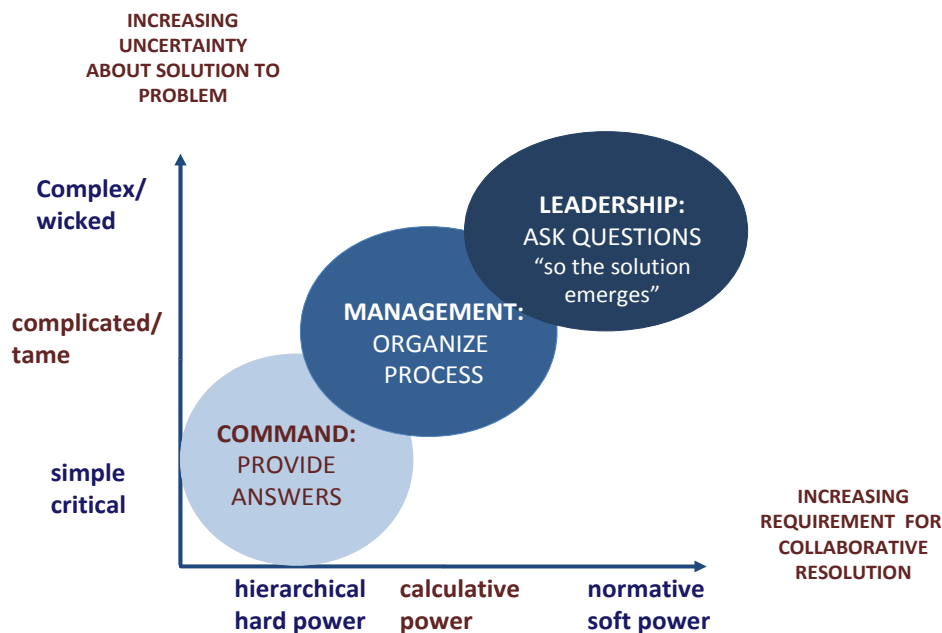 INCREASING
UNCERTAINTY
ABOUT SOLUTION TO
PROBLEM
Complex/
wicked
LEADERSHIP:
ASK QUESTIONS
“so the solution
emerges”
complicated/
tame
MANAGEMENT:
ORGANIZE
PROCESS
COMMAND:
PROVIDE
ANSWERS
simple
critical
INCREASING
REQUIREMENT FOR
COLLABORATIVE
RESOLUTION
hierarchical
hard power
calculative
power
normative
soft power